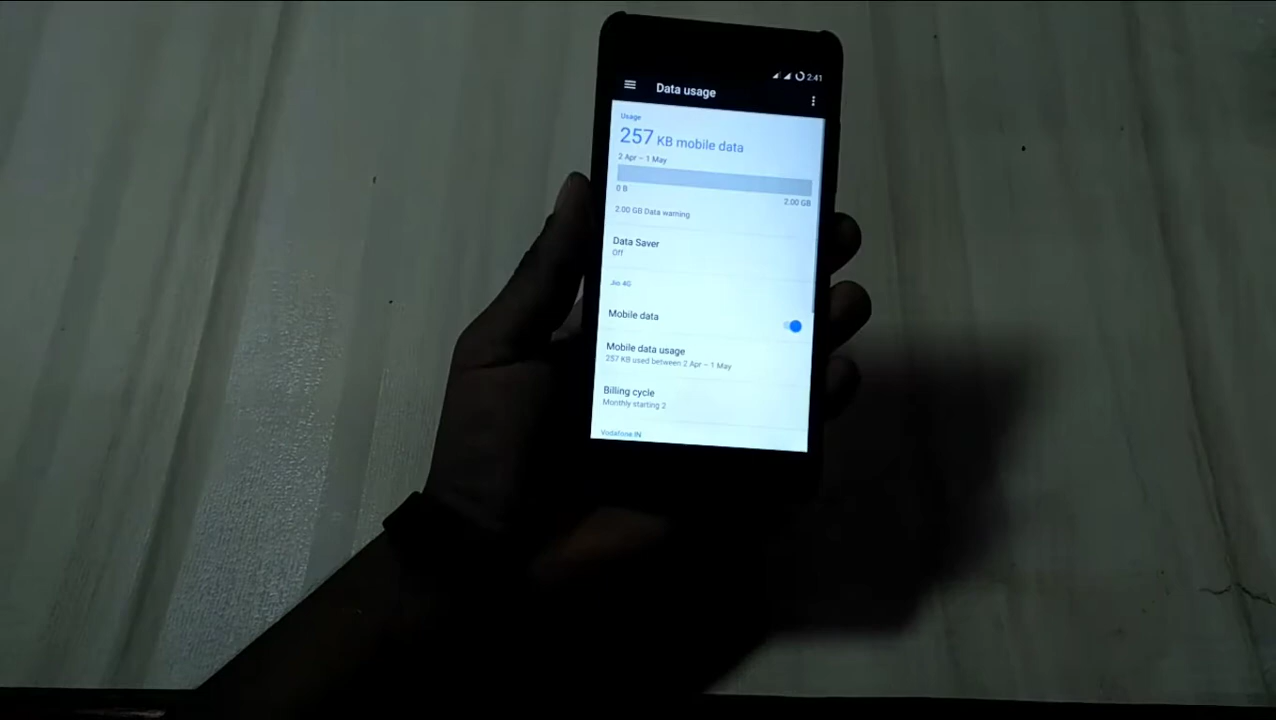 2:41
Data usage
Usage
257 KB mobile data
2 Apr – 1 May
0 B
2.00 GB
2.00 GB Data warning
Data Saver
Off
Jio 4G
Mobile data
Mobile data usage
257 KB used between 2 Apr – 1 May
Billing cycle
Monthly starting 2
Vodafone IN